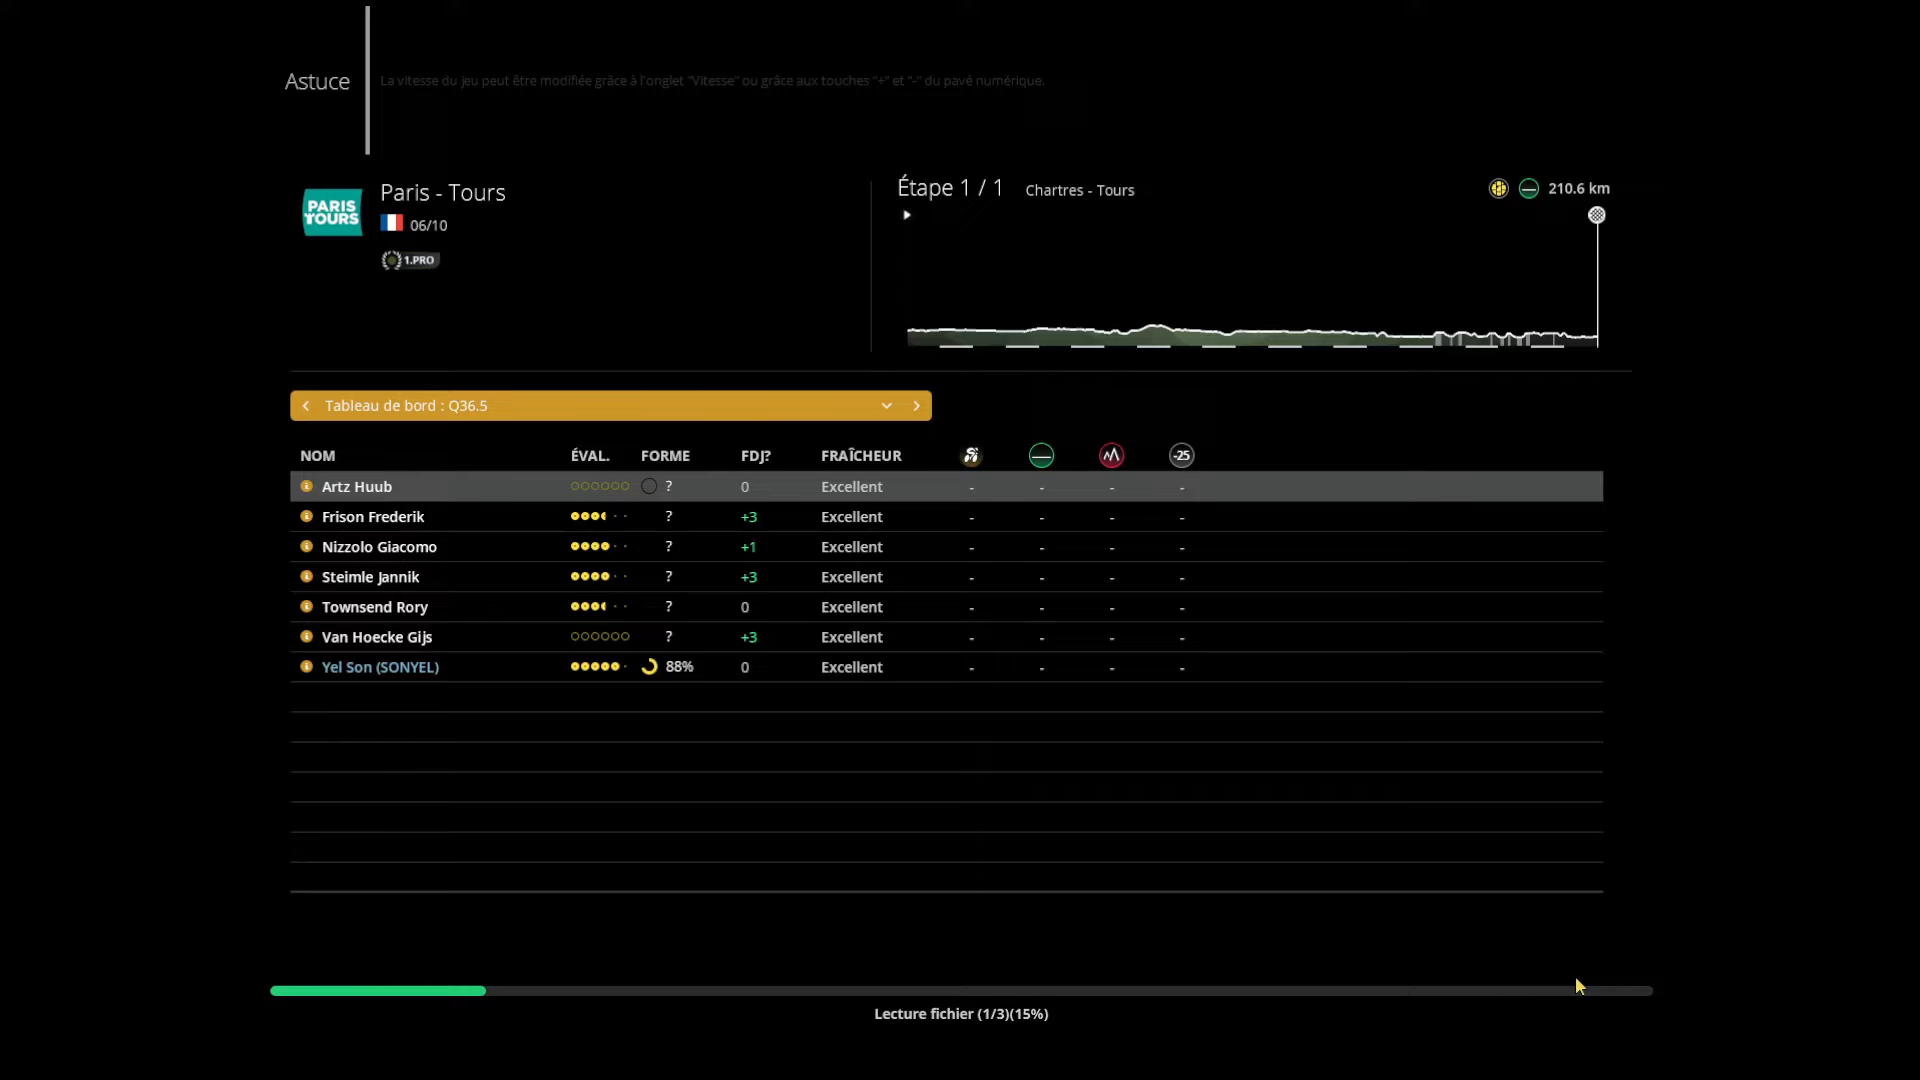 Astuce
La vitesse du jeu peut être modifiée grâce à l'onglet "Vitesse" ou grâce aux touches "+" et "-" du pavé numérique.
PARIS TOURS
Paris - Tours
06/10
1.PRO
Étape 1 / 1 Chartres - Tours 210.6 km
Tableau de bord : Q36.5
NOM ÉVAL. FORME FDJ? FRAÎCHEUR -25
Artz Huub ? 0 Excellent - - - -
Frison Frederik ? +3 Excellent - - - -
Nizzolo Giacomo ? +1 Excellent - - - -
Steimle Jannik ? +3 Excellent - - - -
Townsend Rory ? 0 Excellent - - - -
Van Hoecke Gijs ? +3 Excellent - - - -
Yel Son (SONYEL) 88% 0 Excellent - - - -
Lecture fichier (1/3)(15%)